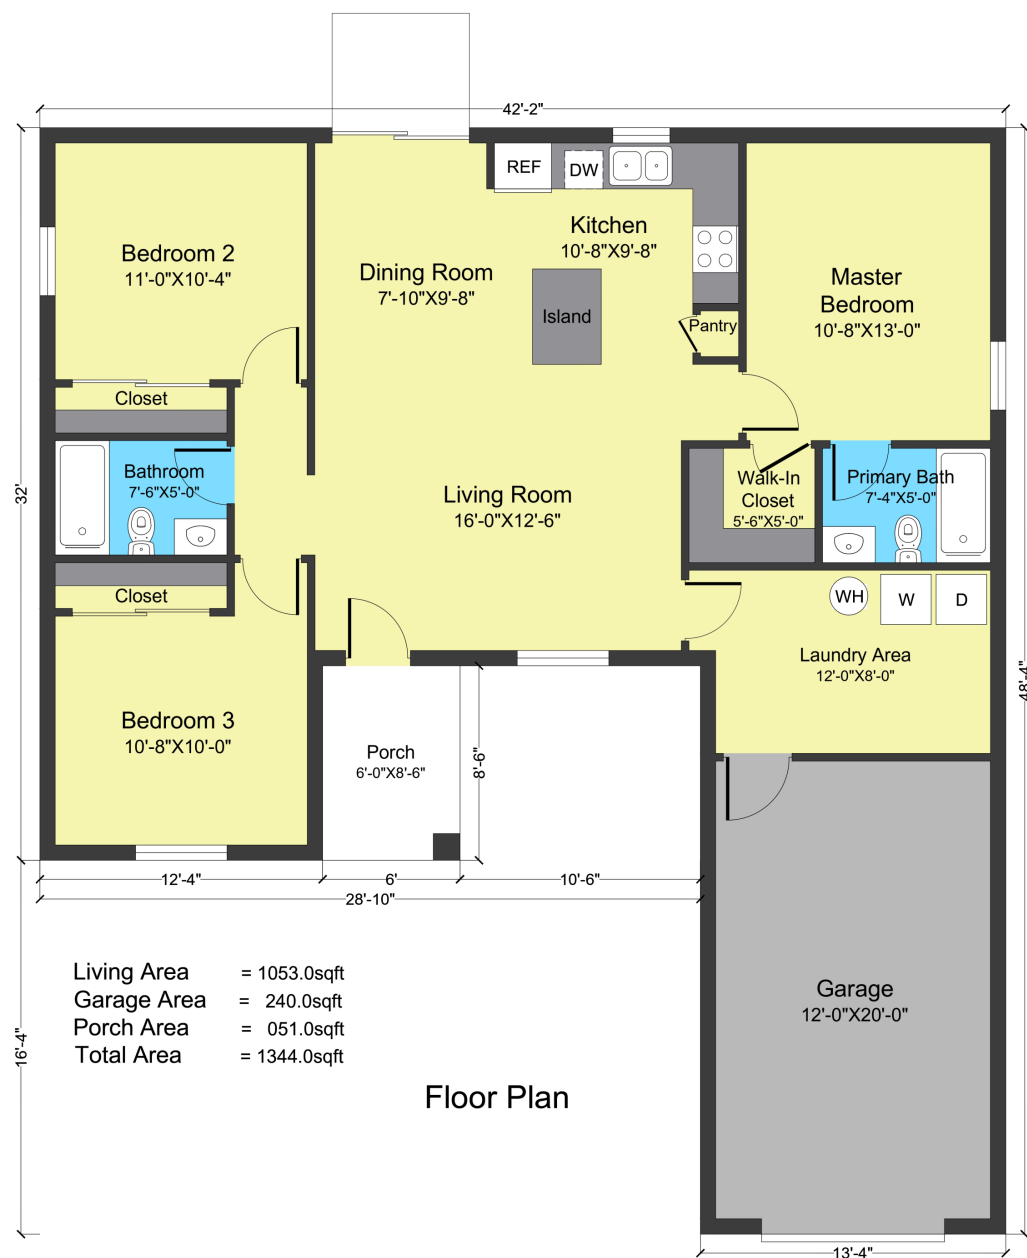 42'-2"
REF
DW
Kitchen
10'-8"X9'-8"
Bedroom 2
11'-0"X10'-4"
Dining Room
7'-10"X9'-8"
Master
Bedroom
10'-8"X13'-0"
Island
Pantry
Closet
Bathroom
7'-6"X5'-0"
Living Room
16'-0"X12'-6"
Walk-In
Closet
5'-6"X5'-0"
Primary Bath
7'-4"X5'-0"
32'
Closet
WH
W
D
Laundry Area
12'-0"X8'-0"
48'-4"
Bedroom 3
10'-8"X10'-0"
Porch
6'-0"X8'-6"
8'-6"
12'-4"
6'
10'-6"
28'-10"
Living Area = 1053.0sqft
Garage Area = 240.0sqft
Porch Area = 051.0sqft
Total Area = 1344.0sqft
16'-4"
Garage
12'-0"X20'-0"
Floor Plan
13'-4"